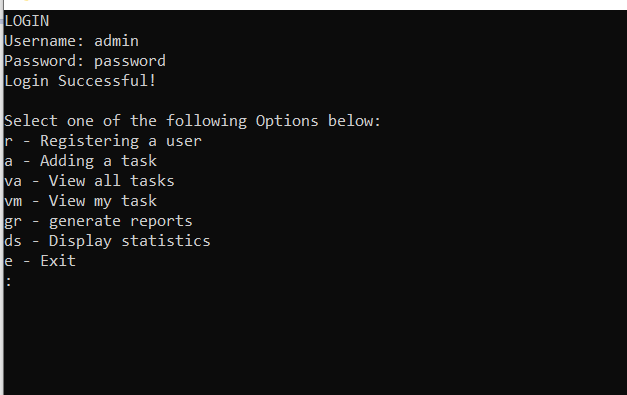 LOGIN
Username: admin
Password: password
Login Successful!
Select one of the following Options below:
r - Registering a user
a - Adding a task
va - View all tasks
vm - View my task
gr - generate reports
ds - Display statistics
e - Exit
: